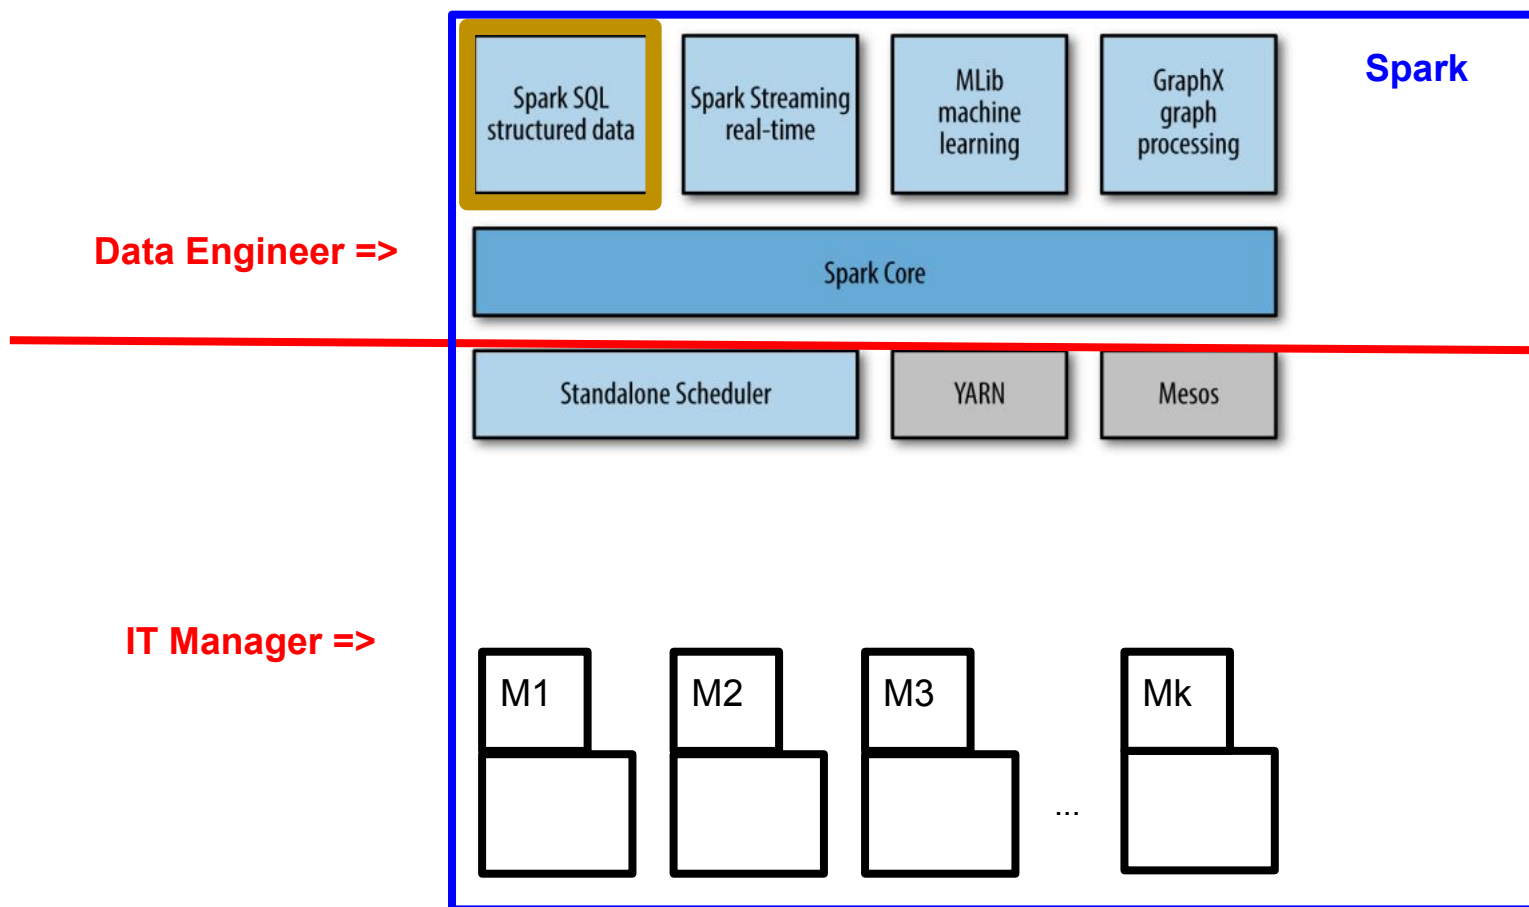 Spark
Spark SQL
structured data
Spark Streaming
real-time
MLib
machine
learning
GraphX
graph
processing
Data Engineer =>
Spark Core
Standalone Scheduler
YARN
Mesos
IT Manager =>
M1
M2
M3
Mk
...